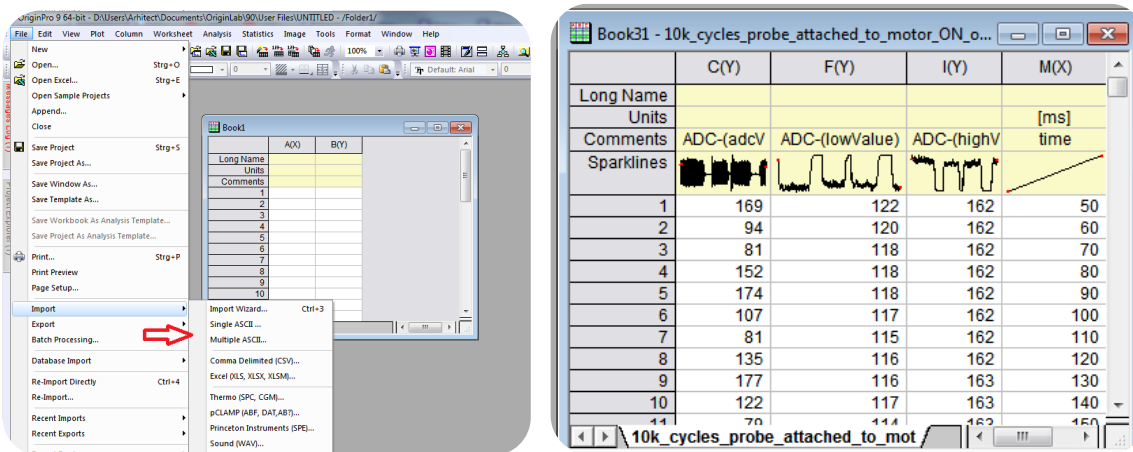 OriginPro 9 64-bit - D:\Users\Arhitect\Documents\OriginLab\90\User Files\UNTITLED - /Folder1/
File Edit View Plot Column Worksheet Analysis Statistics Image Tools Format Window Help
New
Open... Strg+O
Open Excel... Strg+E
Open Sample Projects
Append...
Close
Save Project Strg+S
Save Project As...
Save Window As...
Save Template As...
Save Workbook As Analysis Template...
Save Project As Analysis Template...
Print... Strg+P
Print Preview
Page Setup...
Import
Export
Batch Processing...
Database Import
Re-Import Directly Ctrl+4
Re-Import...
Recent Imports
Recent Exports
100%
0
Default: Arial 0
Book1
A(X) B(Y)
Long Name
Units
Comments
1
2
3
4
5
6
7
8
9
10
Import Wizard... Ctrl+3
Single ASCII ...
Multiple ASCII...
Comma Delimited (CSV)...
Excel (XLS, XLSX, XLSM)...
Thermo (SPC, CGM)...
pCLAMP (ABF, DAT,AB?)...
Princeton Instruments (SPE)...
Sound (WAV)...
Book31 - 10k_cycles_probe_attached_to_motor_ON_o...
C(Y) F(Y) I(Y) M(X)
Long Name
Units [ms]
Comments ADC-(adcV ADC-(lowValue) ADC-(highV time
Sparklines
1 169 122 162 50
2 94 120 162 60
3 81 118 162 70
4 152 118 162 80
5 174 118 162 90
6 107 117 162 100
7 81 115 162 110
8 135 116 162 120
9 177 116 163 130
10 122 117 163 140
11 79 114 163 150
10k_cycles_probe_attached_to_mot